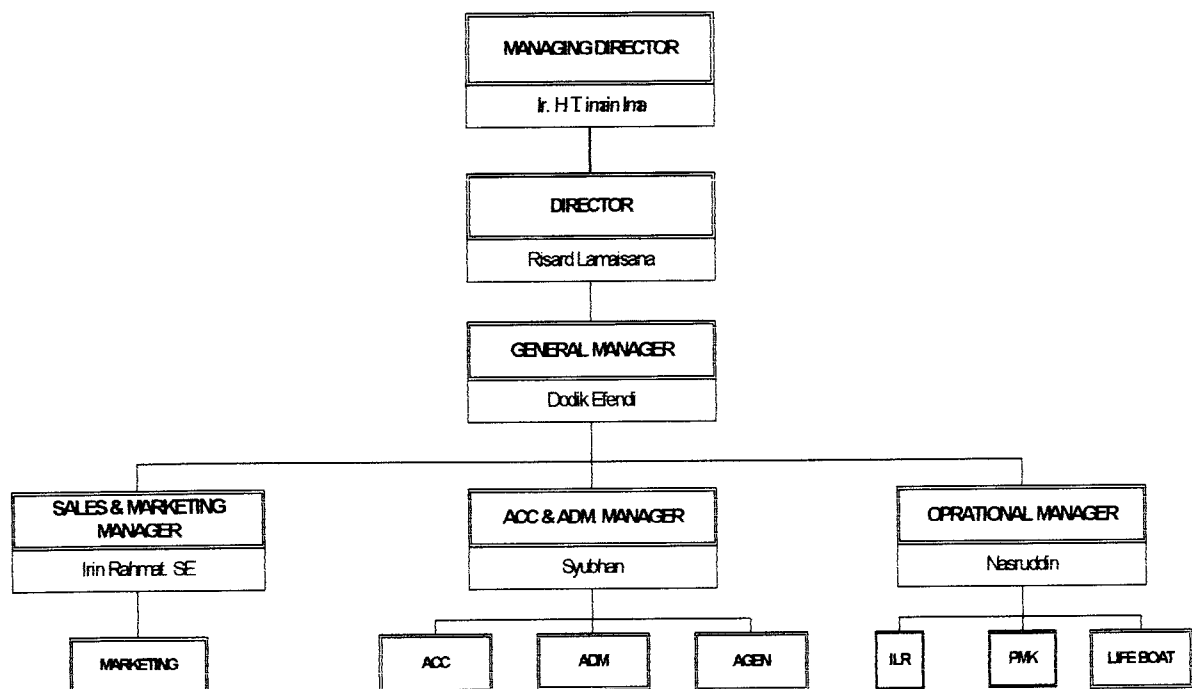 MANAGING DIRECTOR
Ir. H T. imain Ima
DIRECTOR
Risard Lamaisana
GENERAL MANAGER
Dodik Efendi
SALES & MARKETING
MANAGER
Irin Rahmat. SE
ACC & ADM. MANAGER
Syubhan
OPRATIONAL MANAGER
Nasruddin
MARKETING
ACC
ADM
AGEN
ILR
PMK
LIFE BOAT